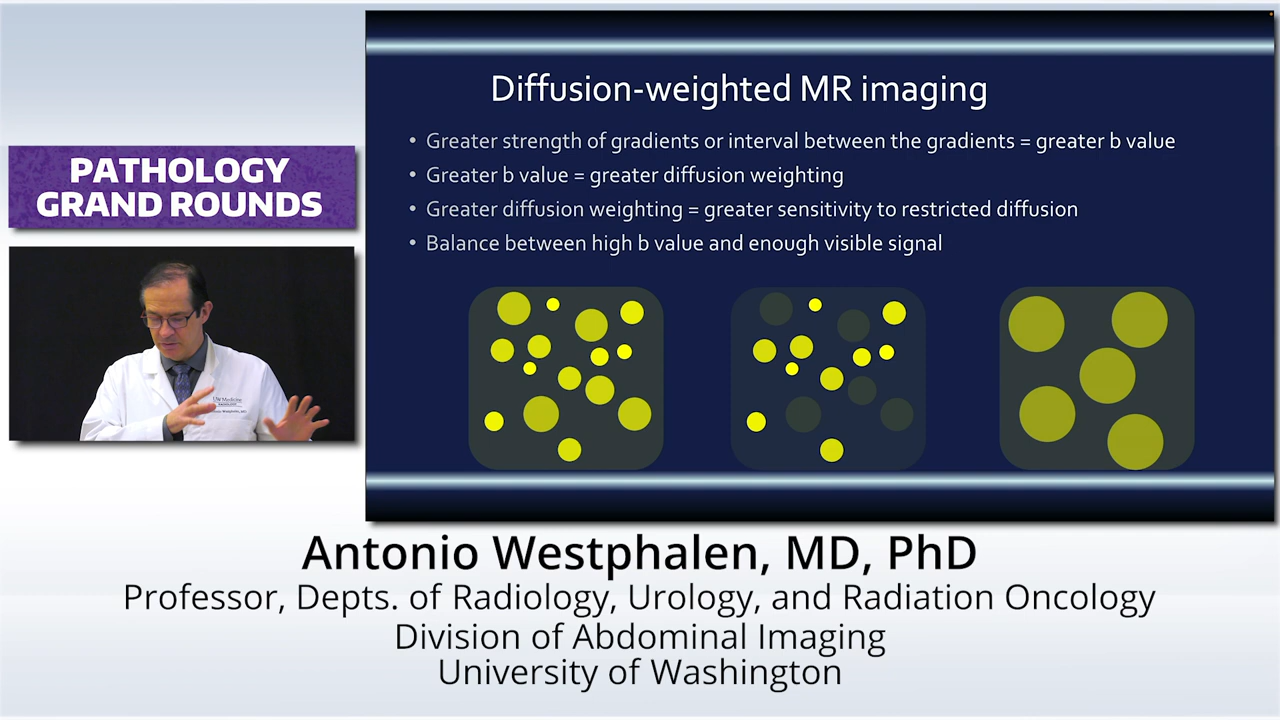 PATHOLOGY
GRAND ROUNDS
Diffusion-weighted MR imaging
• Greater strength of gradients or interval between the gradients = greater b value
• Greater b value = greater diffusion weighting
• Greater diffusion weighting = greater sensitivity to restricted diffusion
• Balance between high b value and enough visible signal
UW Medicine
Antonio Westphalen, MD, PhD
Professor, Depts. of Radiology, Urology, and Radiation Oncology
Division of Abdominal Imaging
University of Washington